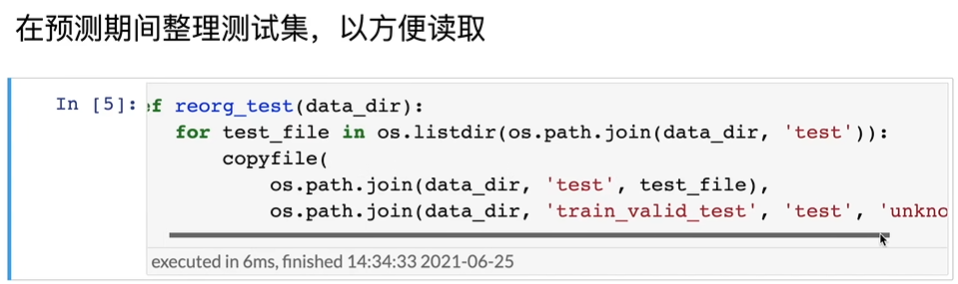 在预测期间整理测试集，以方便读取
In [5]: ef reorg_test(data_dir):
for test_file in os.listdir(os.path.join(data_dir, 'test')):
copyfile(
os.path.join(data_dir, 'test', test_file),
os.path.join(data_dir, 'train_valid_test', 'test', 'unkno
executed in 6ms, finished 14:34:33 2021-06-25